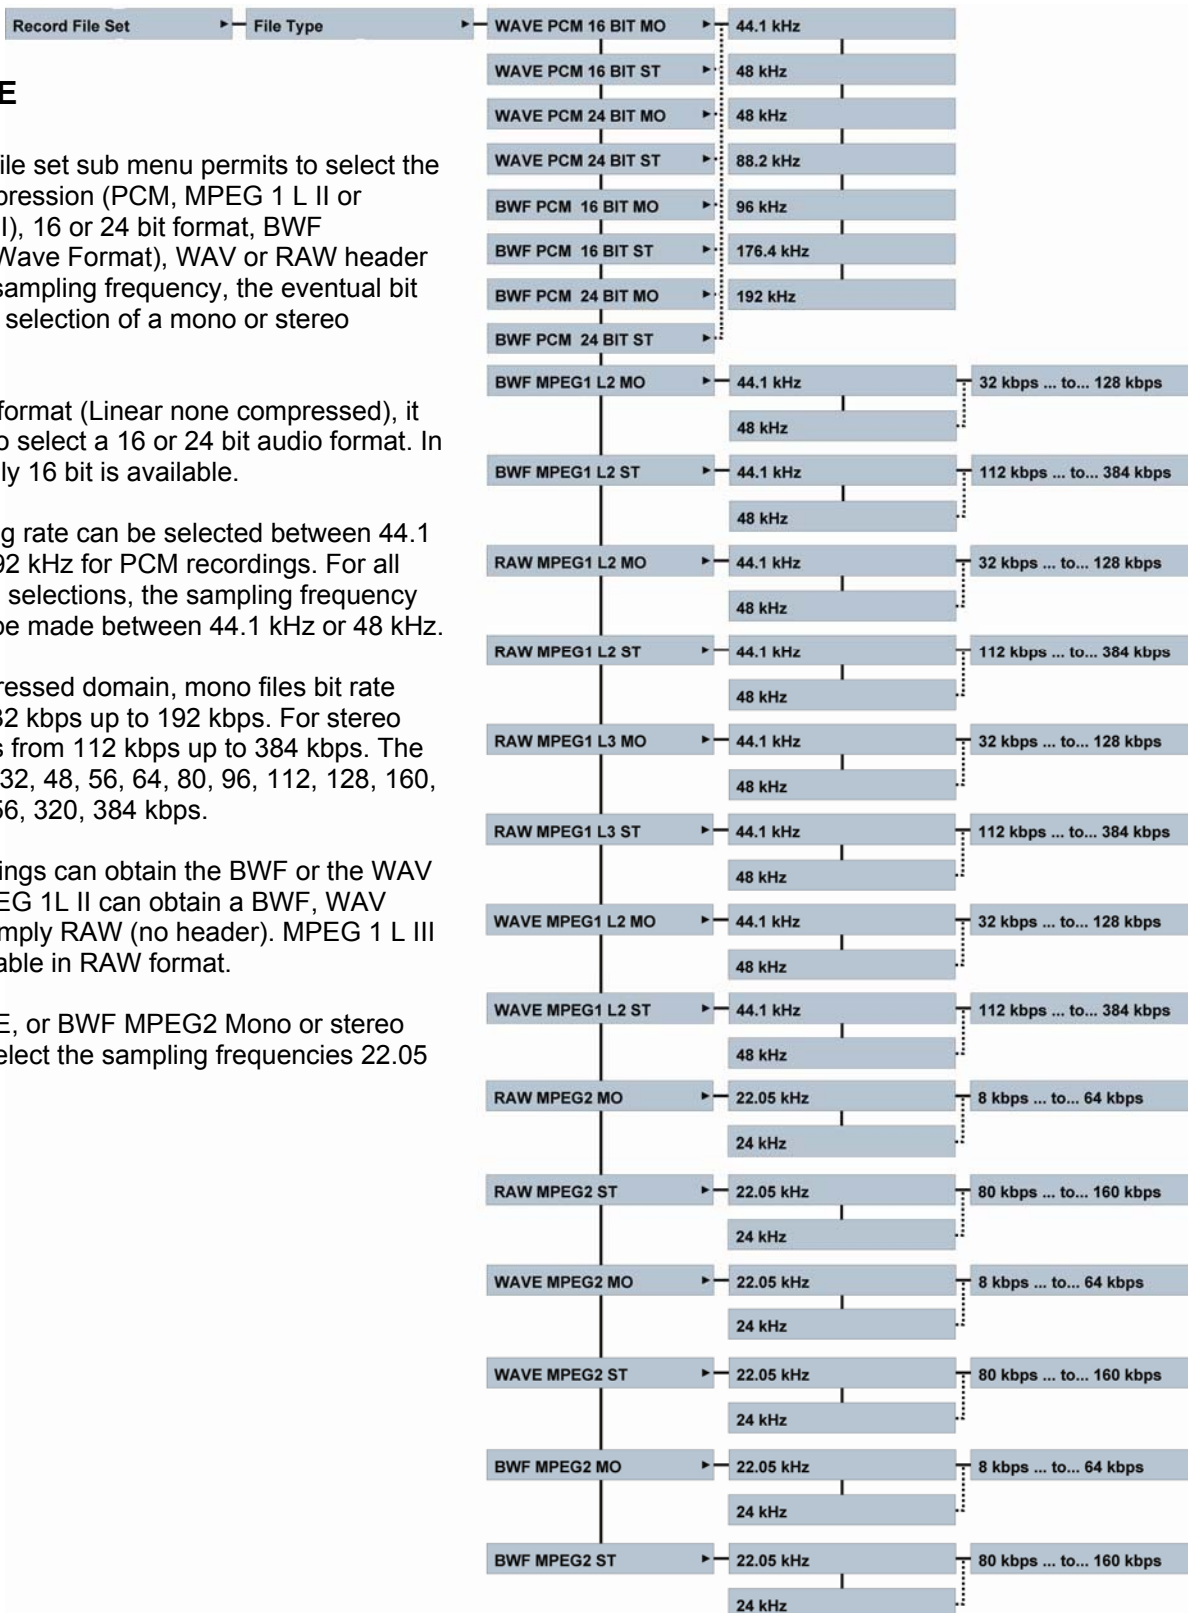 Record File Set
File Type
WAVE PCM 16 BIT MO
44.1 kHz
WAVE PCM 16 BIT ST
48 kHz
WAVE PCM 24 BIT MO
48 kHz
WAVE PCM 24 BIT ST
88.2 kHz
BWF PCM 16 BIT MO
96 kHz
BWF PCM 16 BIT ST
176.4 kHz
BWF PCM 24 BIT MO
192 kHz
BWF PCM 24 BIT ST
BWF MPEG1 L2 MO
44.1 kHz
32 kbps ... to... 128 kbps
48 kHz
BWF MPEG1 L2 ST
44.1 kHz
112 kbps ... to... 384 kbps
48 kHz
RAW MPEG1 L2 MO
44.1 kHz
32 kbps ... to... 128 kbps
48 kHz
RAW MPEG1 L2 ST
44.1 kHz
112 kbps ... to... 384 kbps
48 kHz
RAW MPEG1 L3 MO
44.1 kHz
32 kbps ... to... 128 kbps
48 kHz
RAW MPEG1 L3 ST
44.1 kHz
112 kbps ... to... 384 kbps
48 kHz
WAVE MPEG1 L2 MO
44.1 kHz
32 kbps ... to... 128 kbps
48 kHz
WAVE MPEG1 L2 ST
44.1 kHz
112 kbps ... to... 384 kbps
48 kHz
RAW MPEG2 MO
22.05 kHz
8 kbps ... to... 64 kbps
24 kHz
RAW MPEG2 ST
22.05 kHz
80 kbps ... to... 160 kbps
24 kHz
WAVE MPEG2 MO
22.05 kHz
8 kbps ... to... 64 kbps
24 kHz
WAVE MPEG2 ST
22.05 kHz
80 kbps ... to... 160 kbps
24 kHz
BWF MPEG2 MO
22.05 kHz
8 kbps ... to... 64 kbps
24 kHz
BWF MPEG2 ST
22.05 kHz
80 kbps ... to... 160 kbps
24 kHz
E
ile set sub menu permits to select the
pression (PCM, MPEG 1 L II or
I), 16 or 24 bit format, BWF
Wave Format), WAV or RAW header
sampling frequency, the eventual bit
selection of a mono or stereo
format (Linear none compressed), it
o select a 16 or 24 bit audio format. In
ly 16 bit is available.
g rate can be selected between 44.1
92 kHz for PCM recordings. For all
selections, the sampling frequency
be made between 44.1 kHz or 48 kHz.
ressed domain, mono files bit rate
32 kbps up to 192 kbps. For stereo
s from 112 kbps up to 384 kbps. The
32, 48, 56, 64, 80, 96, 112, 128, 160,
56, 320, 384 kbps.
ings can obtain the BWF or the WAV
EG 1L II can obtain a BWF, WAV
mply RAW (no header). MPEG 1 L III
able in RAW format.
E, or BWF MPEG2 Mono or stereo
elect the sampling frequencies 22.05